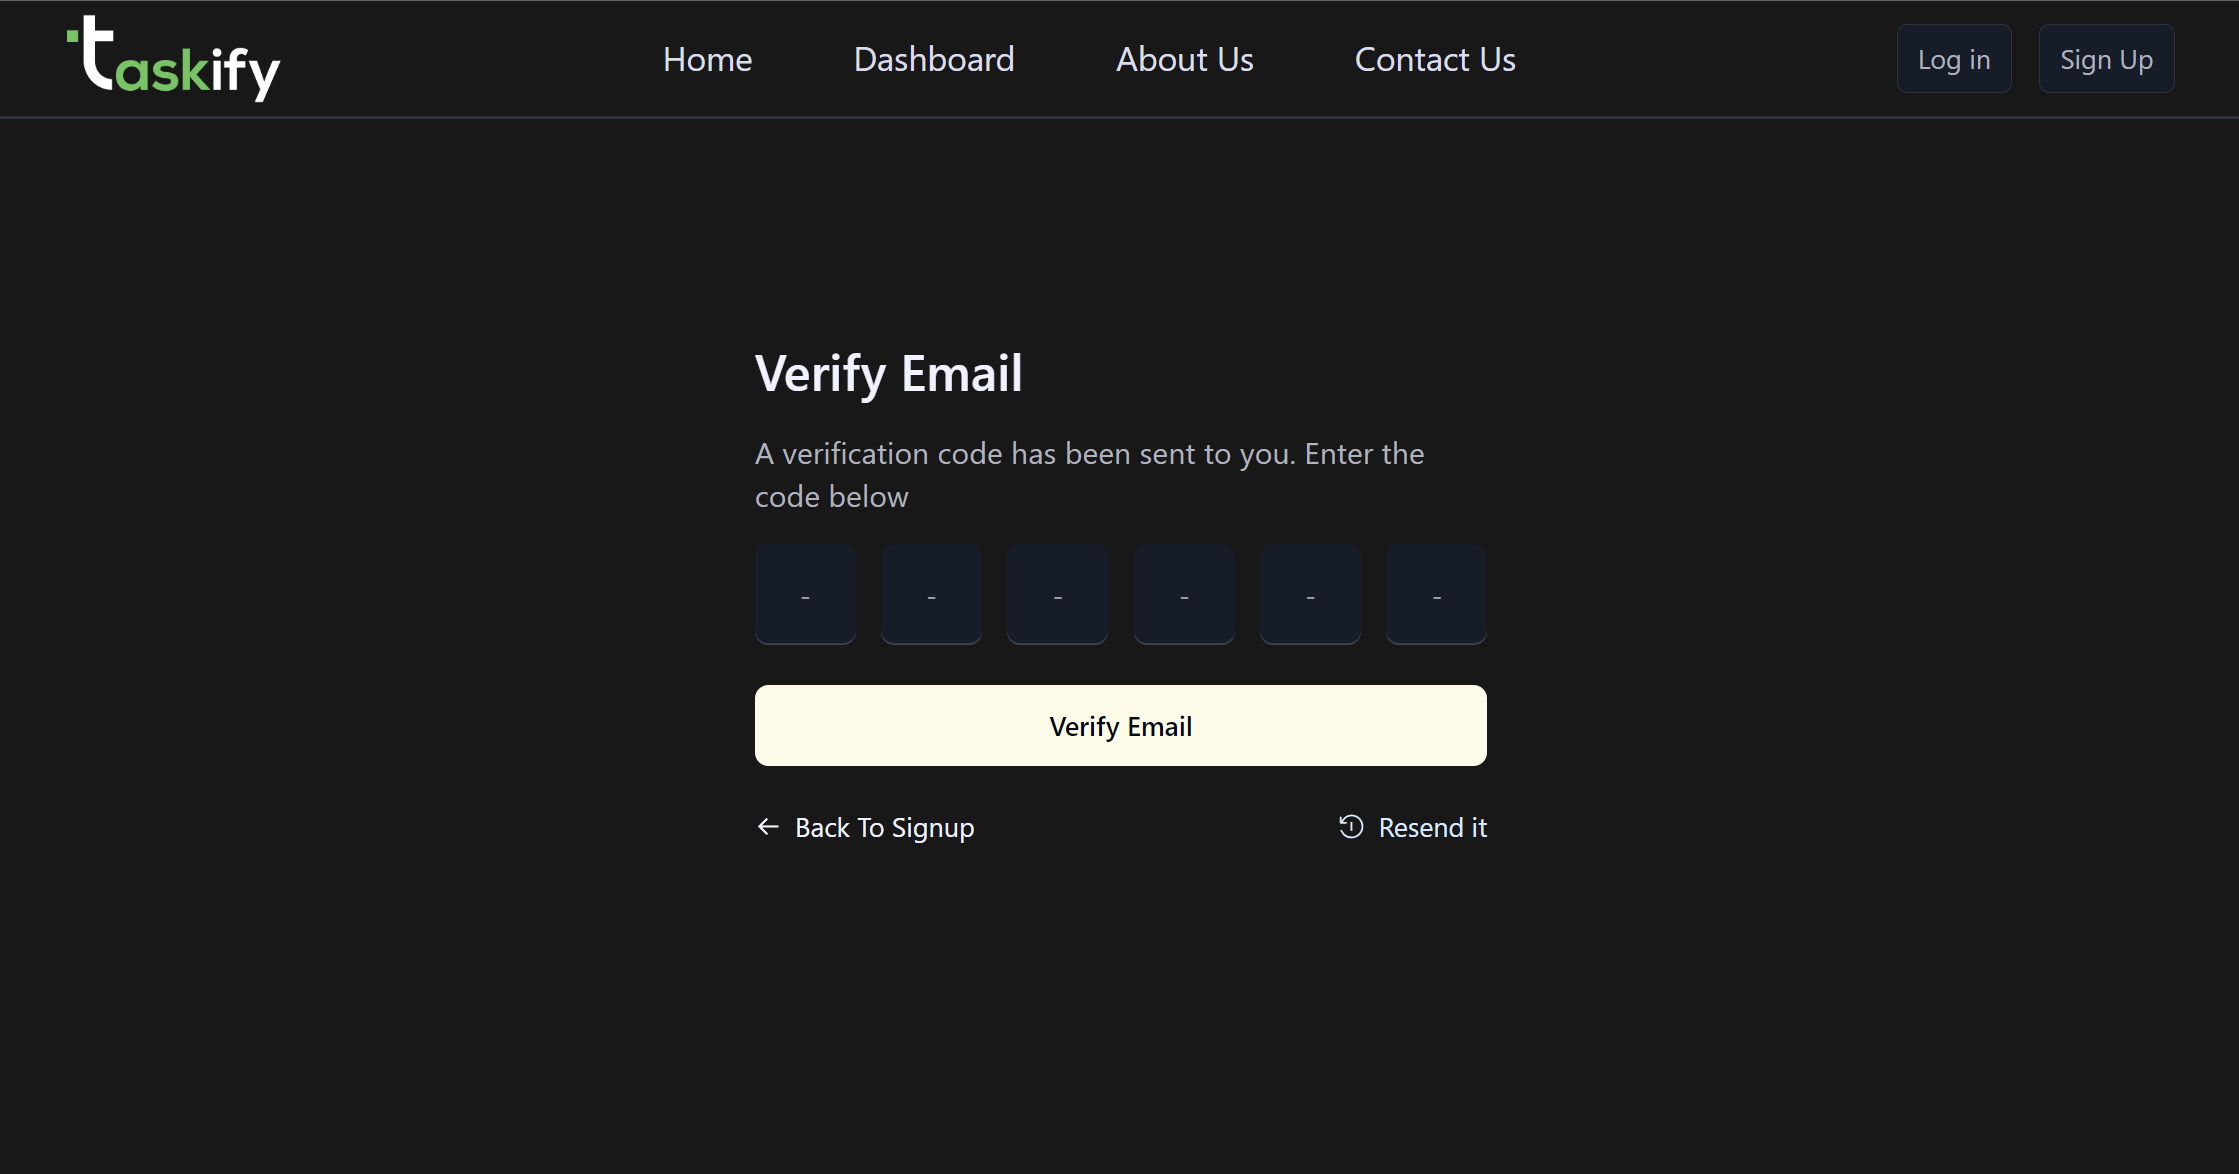 taskify
Home Dashboard About Us Contact Us Log in Sign Up
Verify Email
A verification code has been sent to you. Enter the
code below
- - - - - -
Verify Email
Back To Signup Resend it